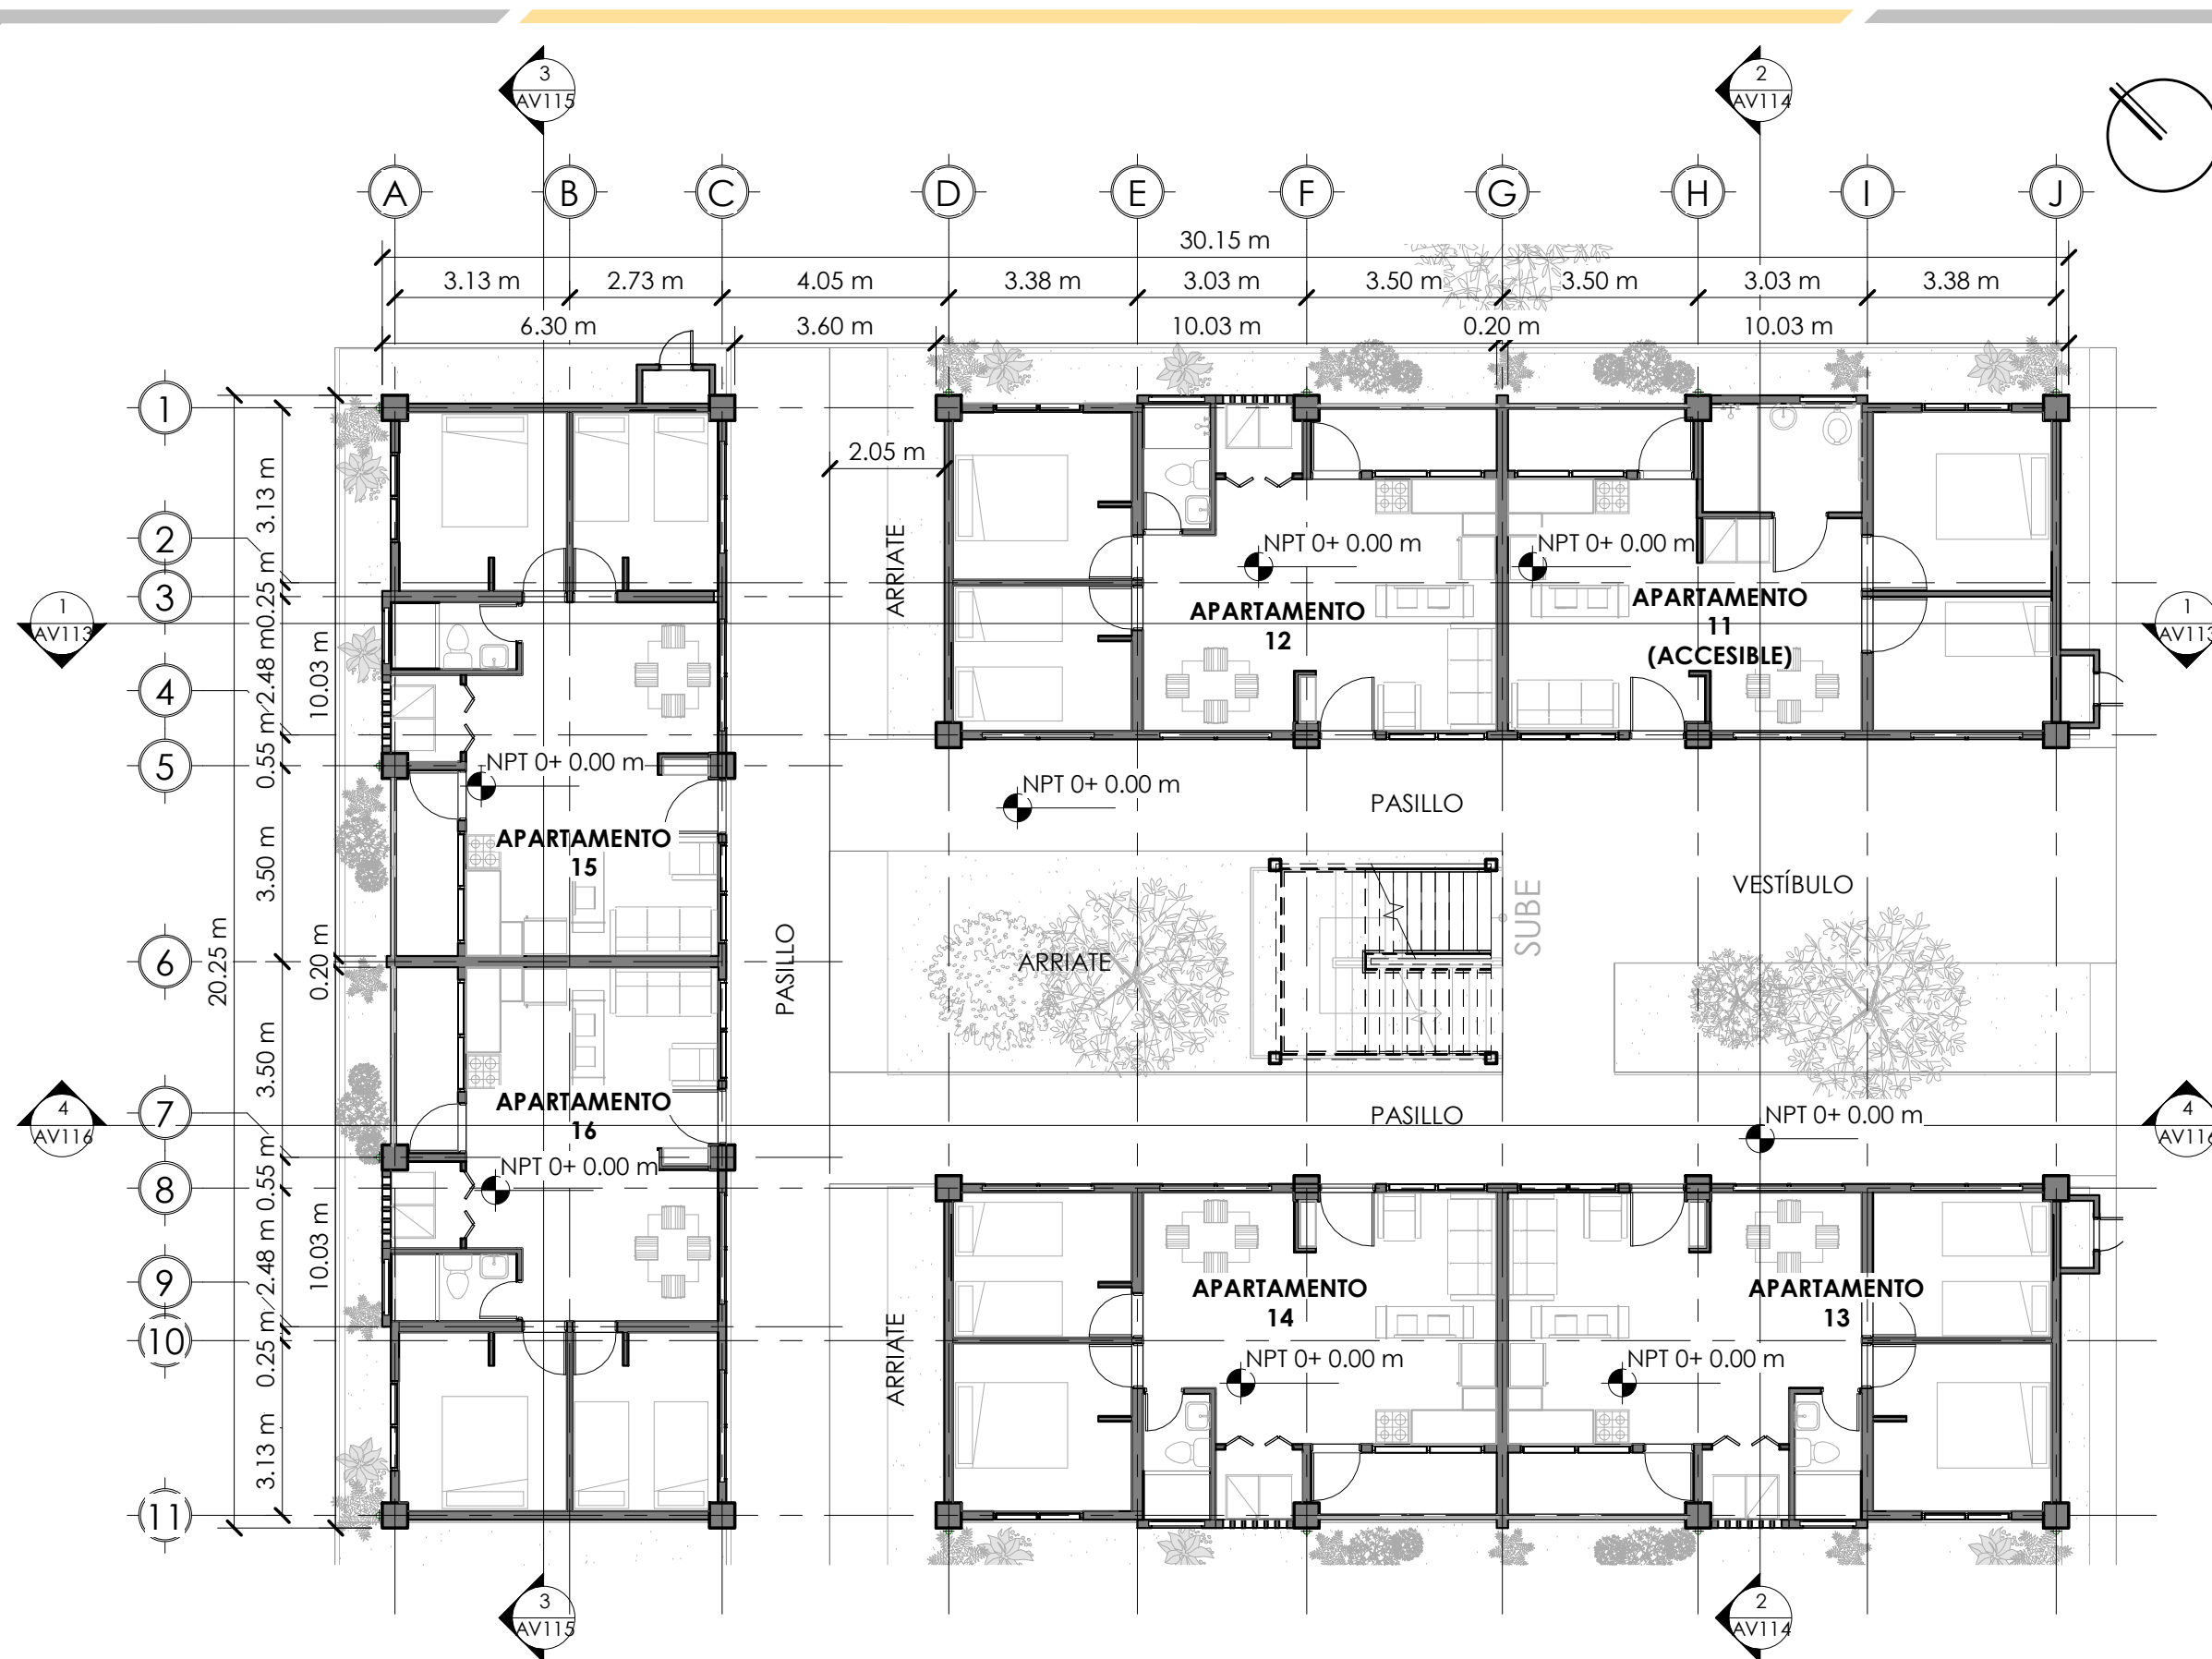 3
AV115
2
AV114
A
B
C
D
E
F
G
H
I
J
30.15 m
3.13 m
2.73 m
4.05 m
3.38 m
3.03 m
3.50 m
3.50 m
3.03 m
3.38 m
6.30 m
3.60 m
10.03 m
0.20 m
10.03 m
1
2
3
4
5
6
7
8
9
10
11
20.25 m
3.13 m
0.25 m
2.48 m
0.55 m
3.50 m
3.50 m
0.55 m
2.48 m
0.25 m
3.13 m
10.03 m
0.20 m
10.03 m
2.05 m
ARRIATE
NPT 0+ 0.00 m
NPT 0+ 0.00 m
1
AV113
APARTAMENTO
12
APARTAMENTO
11
(ACCESIBLE)
1
AV113
NPT 0+ 0.00 m
NPT 0+ 0.00 m
PASILLO
APARTAMENTO
15
VESTÍBULO
SUBE
PASILLO
ARRIATE
4
AV116
APARTAMENTO
16
PASILLO
NPT 0+ 0.00 m
4
AV116
NPT 0+ 0.00 m
ARRIATE
APARTAMENTO
14
APARTAMENTO
13
NPT 0+ 0.00 m
NPT 0+ 0.00 m
3
AV115
2
AV114